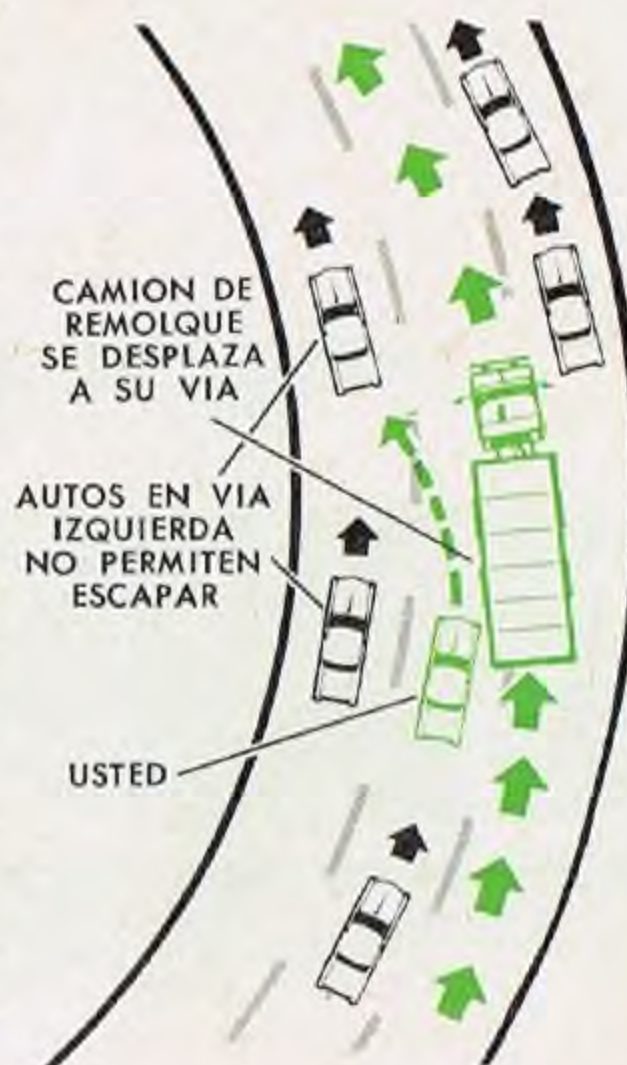 CAMION DE
REMOLQUE
SE DESPLAZA
A SU VIA
AUTOS EN VIA
IZQUIERDA
NO PERMITEN
ESCAPAR
USTED